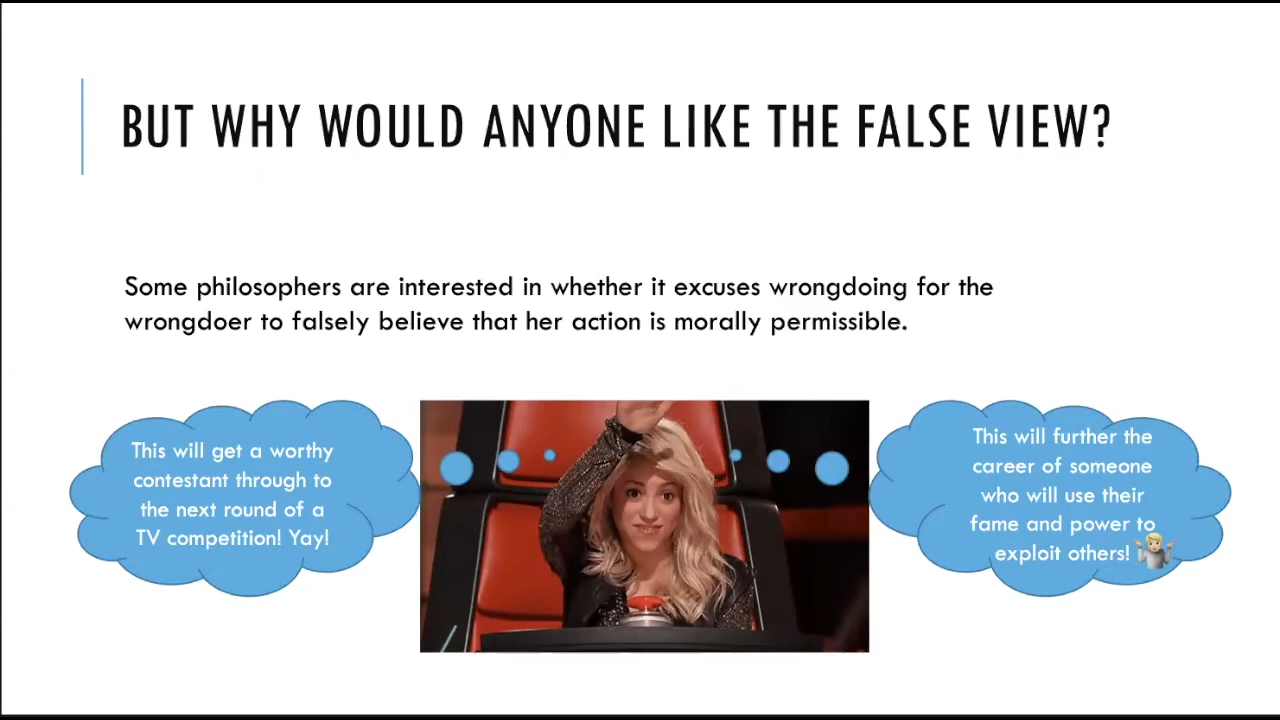 BUT WHY WOULD ANYONE LIKE THE FALSE VIEW?
Some philosophers are interested in whether it excuses wrongdoing for the
wrongdoer to falsely believe that her action is morally permissible.
This will get a worthy
contestant through to
the next round of a
TV competition! Yay!
This will further the
career of someone
who will use their
fame and power to
exploit others! 🤷🏼